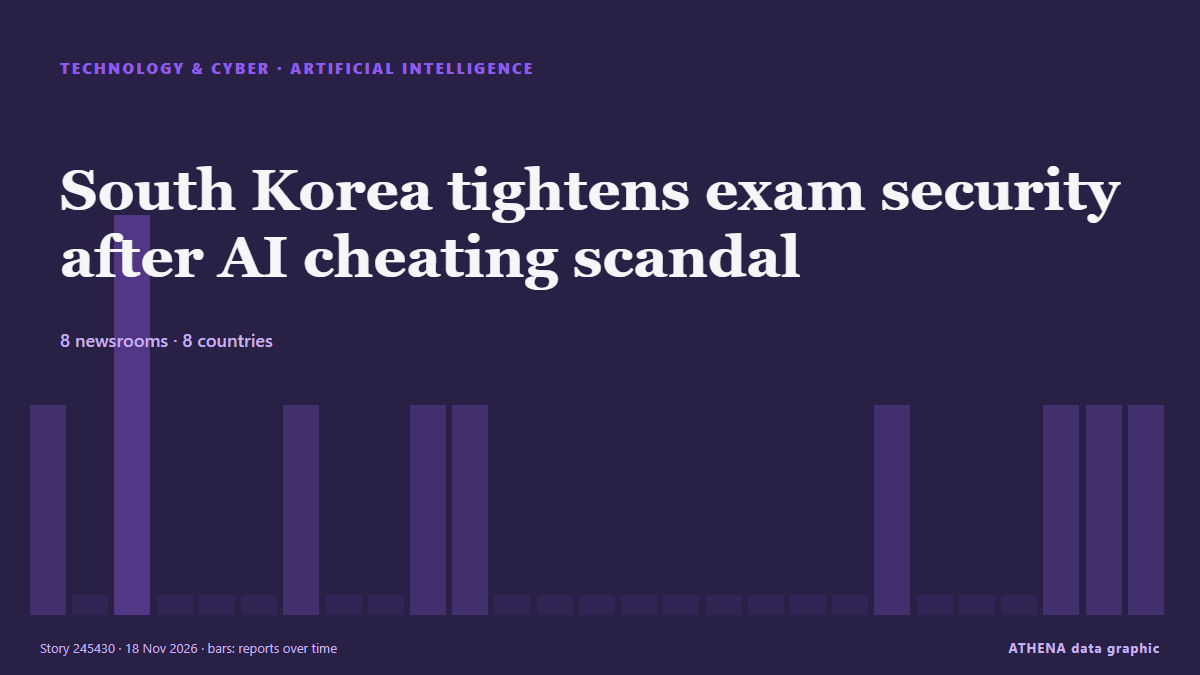 TECHNOLOGY & CYBER · ARTIFICIAL INTELLIGENCE
South Korea tightens exam security
after AI cheating scandal
8 newsrooms · 8 countries
Story 245430 · 18 Nov 2026 · bars: reports over time
ATHENA data graphic